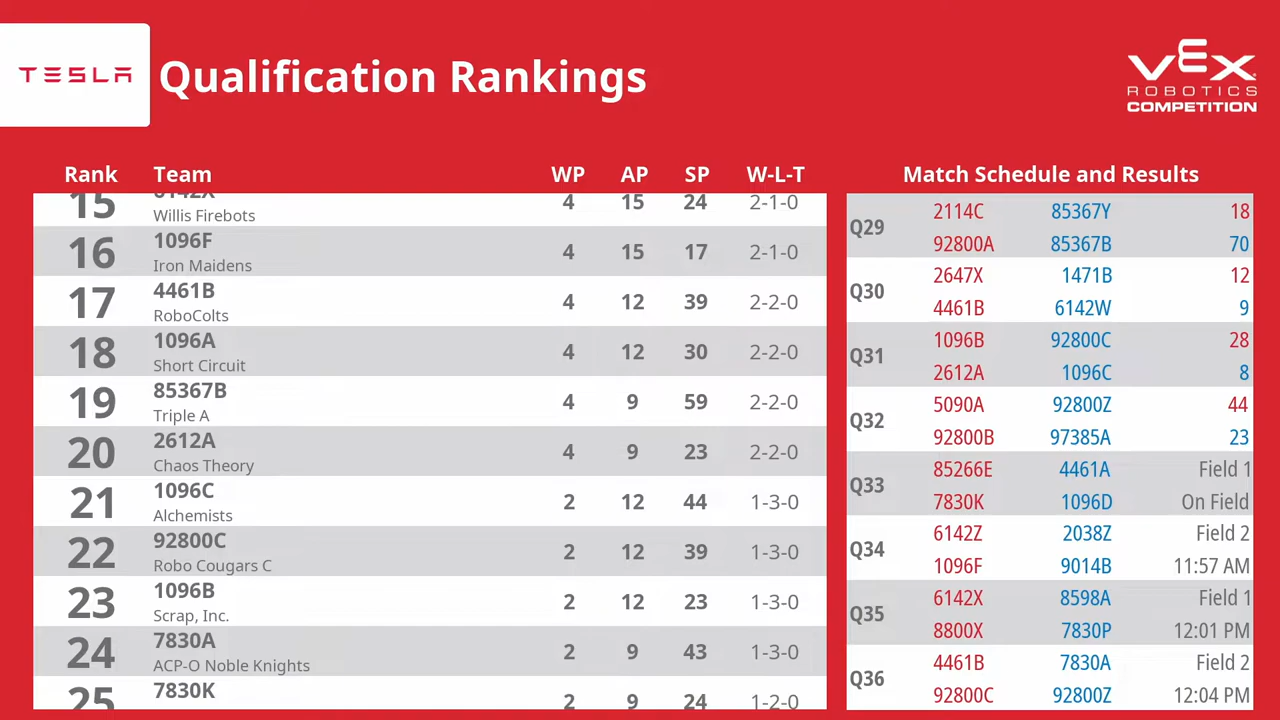 TESLA
Qualification Rankings
VEX
ROBOTICS
COMPETITION
Rank Team WP AP SP W-L-T
15 6142X 4 15 24 2-1-0
Willis Firebots
16 1096F 4 15 17 2-1-0
Iron Maidens
17 4461B 4 12 39 2-2-0
RoboColts
18 1096A 4 12 30 2-2-0
Short Circuit
19 85367B 4 9 59 2-2-0
Triple A
20 2612A 4 9 23 2-2-0
Chaos Theory
21 1096C 2 12 44 1-3-0
Alchemists
22 92800C 2 12 39 1-3-0
Robo Cougars C
23 1096B 2 12 23 1-3-0
Scrap, Inc.
24 7830A 2 9 43 1-3-0
ACP-O Noble Knights
25 7830K 2 9 24 1-2-0
Match Schedule and Results
Q29 2114C 85367Y 18
92800A 85367B 70
Q30 2647X 1471B 12
4461B 6142W 9
Q31 1096B 92800C 28
2612A 1096C 8
Q32 5090A 92800Z 44
92800B 97385A 23
Q33 85266E 4461A Field 1
7830K 1096D On Field
Q34 6142Z 2038Z Field 2
1096F 9014B 11:57 AM
Q35 6142X 8598A Field 1
8800X 7830P 12:01 PM
Q36 4461B 7830A Field 2
92800C 92800Z 12:04 PM